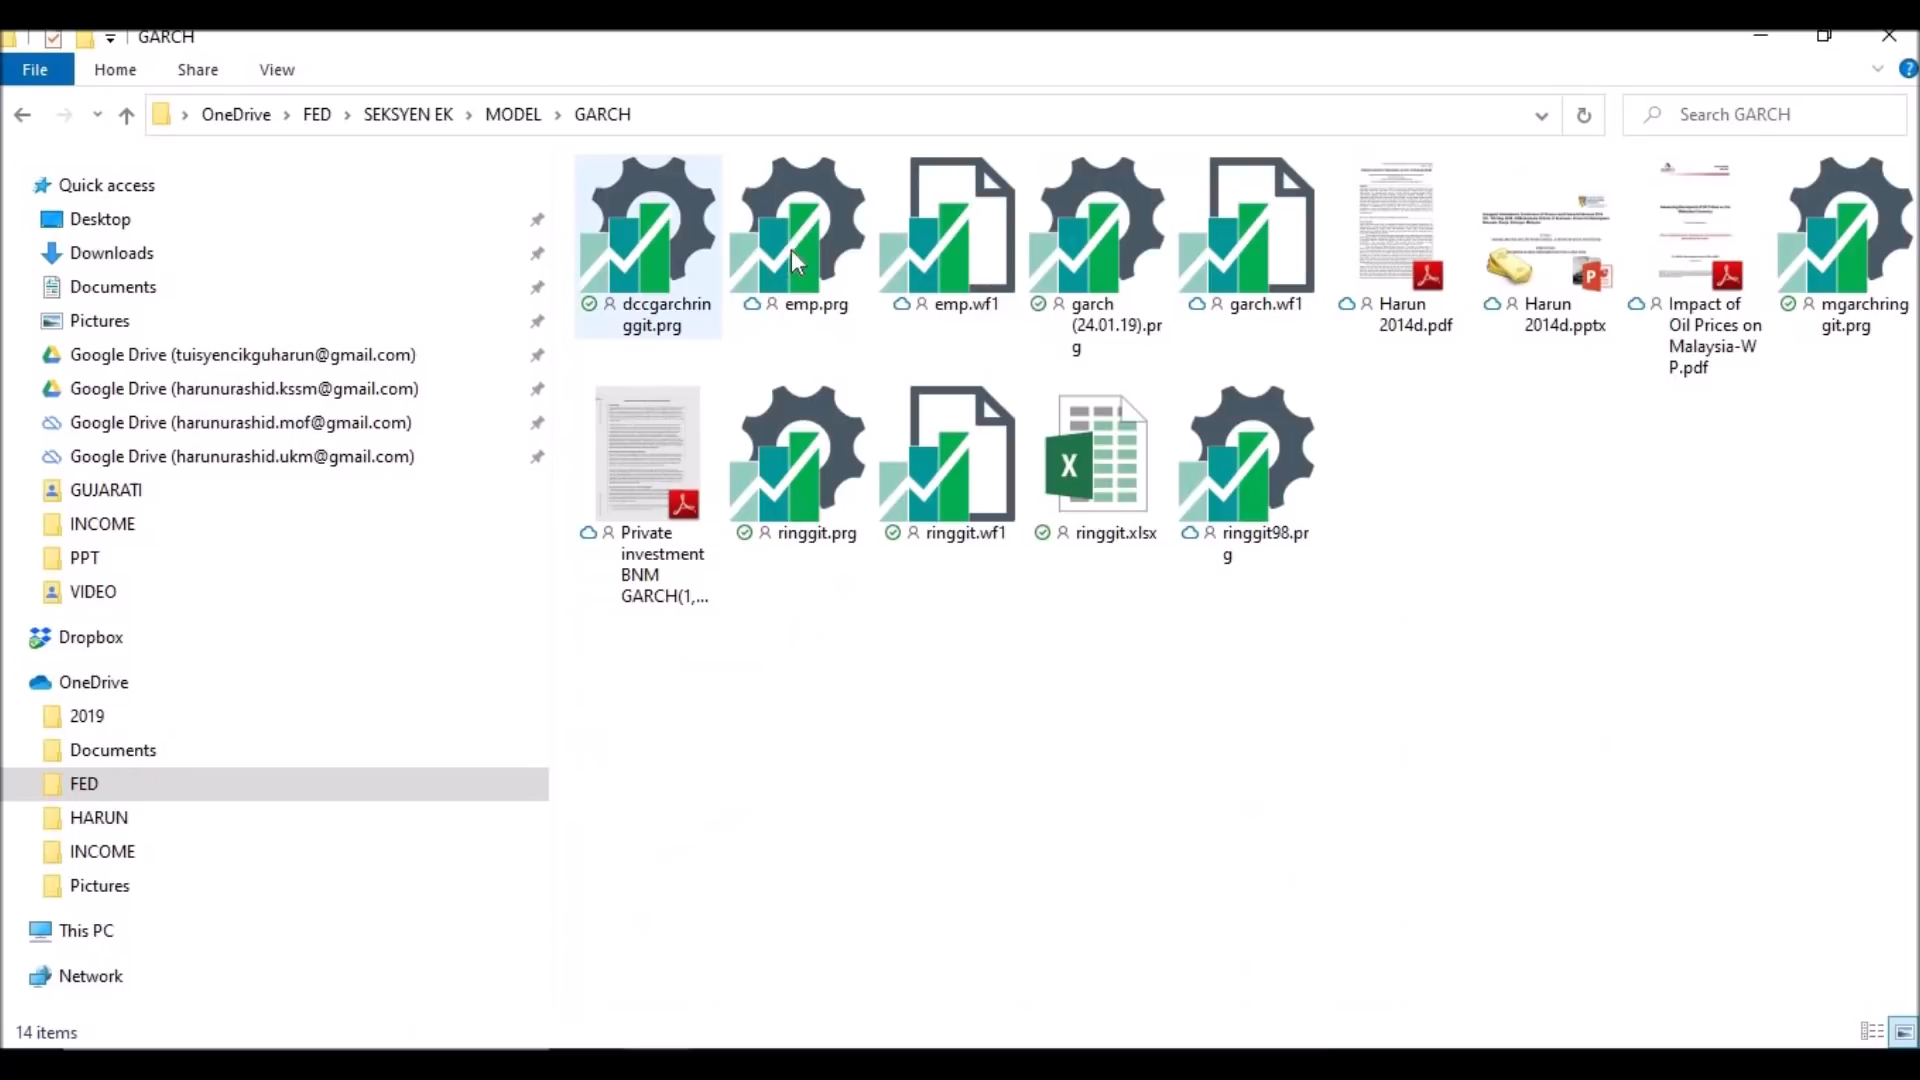 GARCH
File Home Share View
OneDrive FED SEKSYEN EK MODEL GARCH
Search GARCH
Quick access
Desktop
Downloads
Documents
Pictures
Google Drive (tuisyencikguharun@gmail.com)
Google Drive (harunurashid.kssm@gmail.com)
Google Drive (harunurashid.mof@gmail.com)
Google Drive (harunurashid.ukm@gmail.com)
GUJARATI
INCOME
PPT
VIDEO
Dropbox
OneDrive
2019
Documents
FED
HARUN
INCOME
Pictures
This PC
Network
dccgarchrin
ggit.prg
emp.prg
emp.wf1
garch
(24.01.19).pr
g
garch.wf1
Harun
2014d.pdf
Harun
2014d.pptx
Impact of
Oil Prices on
Malaysia-W
P.pdf
mgarchring
git.prg
Private
investment
BNM
GARCH(1,...
ringgit.prg
ringgit.wf1
ringgit.xlsx
ringgit98.pr
g
14 items